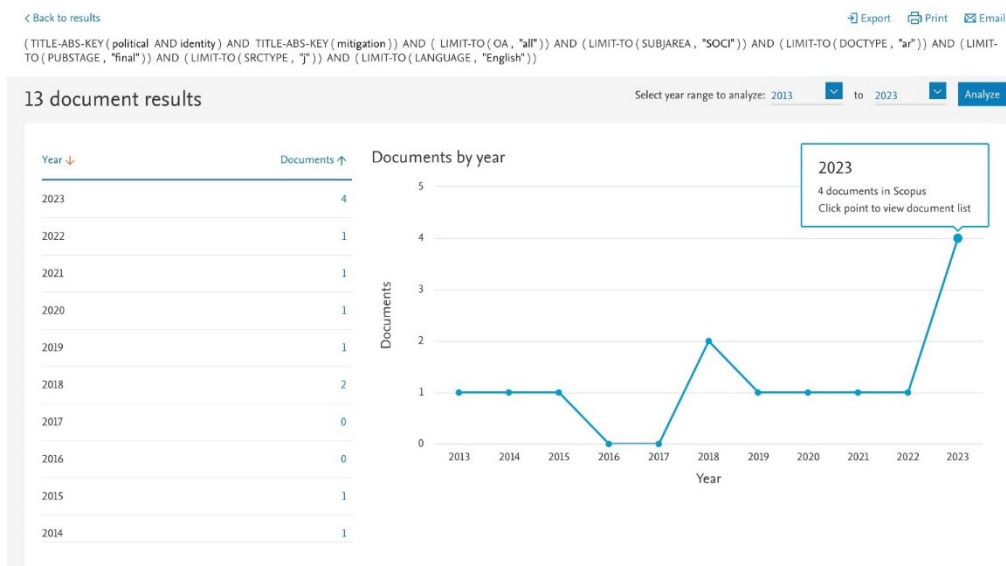 < Back to results
Export Print Email
( TITLE-ABS-KEY ( political AND identity ) AND TITLE-ABS-KEY ( mitigation ) ) AND ( LIMIT-TO ( OA , "all" ) ) AND ( LIMIT-TO ( SUBJAREA , "SOCI" ) ) AND ( LIMIT-TO ( DOCTYPE , "ar" ) ) AND ( LIMIT-
TO ( PUBSTAGE , "final" ) ) AND ( LIMIT-TO ( SRCTYPE , "j" ) ) AND ( LIMIT-TO ( LANGUAGE , "English" ) )
13 document results
Select year range to analyze: 2013 to 2023 Analyze
Year ↓ Documents ↑
2023 4
2022 1
2021 1
2020 1
2019 1
2018 2
2017 0
2016 0
2015 1
2014 1
Documents by year
2023
4 documents in Scopus
Click point to view document list
Documents
5
4
3
2
1
0
2013 2014 2015 2016 2017 2018 2019 2020 2021 2022 2023
Year